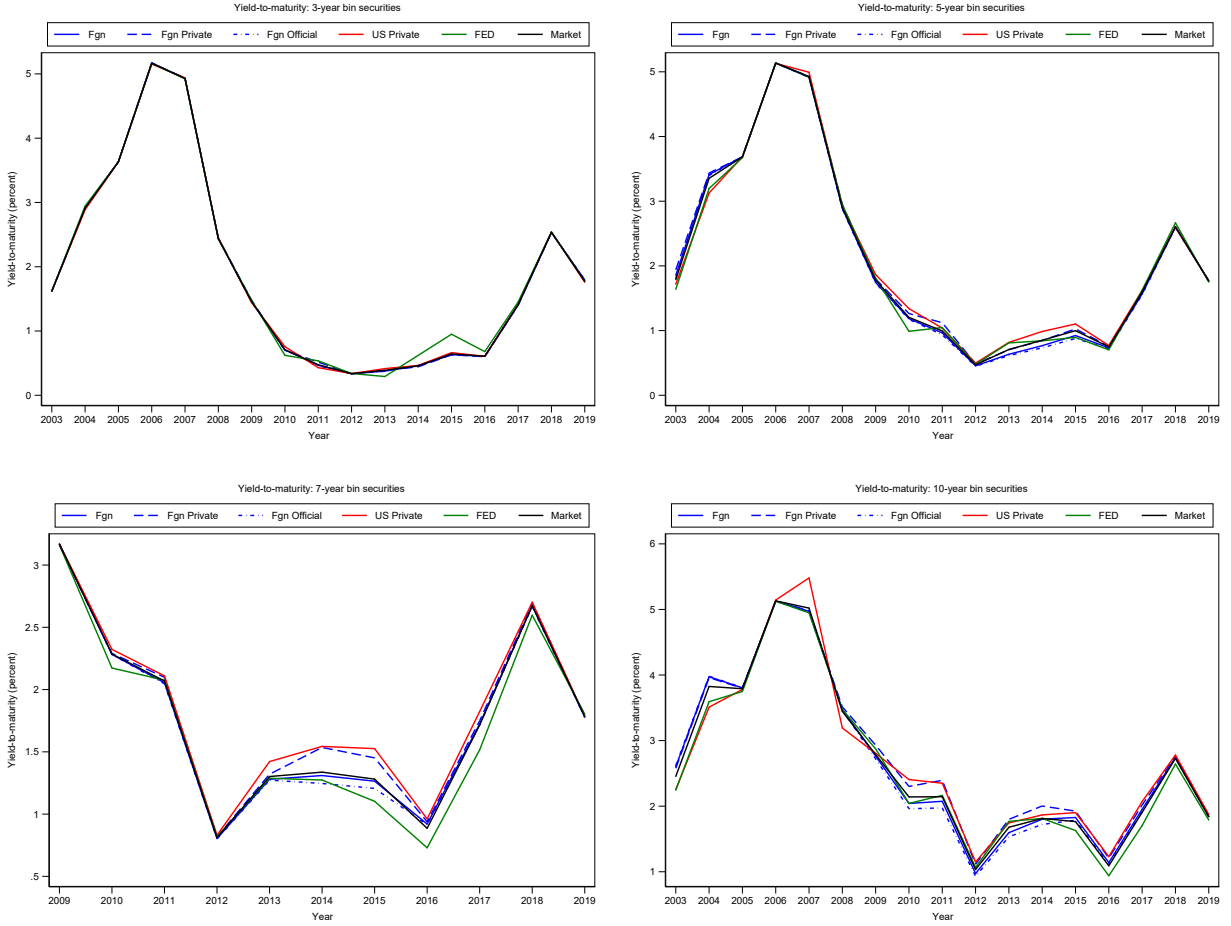 Yield-to-maturity: 3-year bin securities
Fgn Fgn Private Fgn Official US Private FED Market
Yield-to-maturity (percent)
5
4
3
2
1
0
2003 2004 2005 2006 2007 2008 2009 2010 2011 2012 2013 2014 2015 2016 2017 2018 2019
Year
Yield-to-maturity: 5-year bin securities
Fgn Fgn Private Fgn Official US Private FED Market
Yield-to-maturity (percent)
5
4
3
2
1
0
2003 2004 2005 2006 2007 2008 2009 2010 2011 2012 2013 2014 2015 2016 2017 2018 2019
Year
Yield-to-maturity: 7-year bin securities
Fgn Fgn Private Fgn Official US Private FED Market
Yield-to-maturity (percent)
3
2.5
2
1.5
1
.5
2009 2010 2011 2012 2013 2014 2015 2016 2017 2018 2019
Year
Yield-to-maturity: 10-year bin securities
Fgn Fgn Private Fgn Official US Private FED Market
Yield-to-maturity (percent)
6
5
4
3
2
1
2003 2004 2005 2006 2007 2008 2009 2010 2011 2012 2013 2014 2015 2016 2017 2018 2019
Year